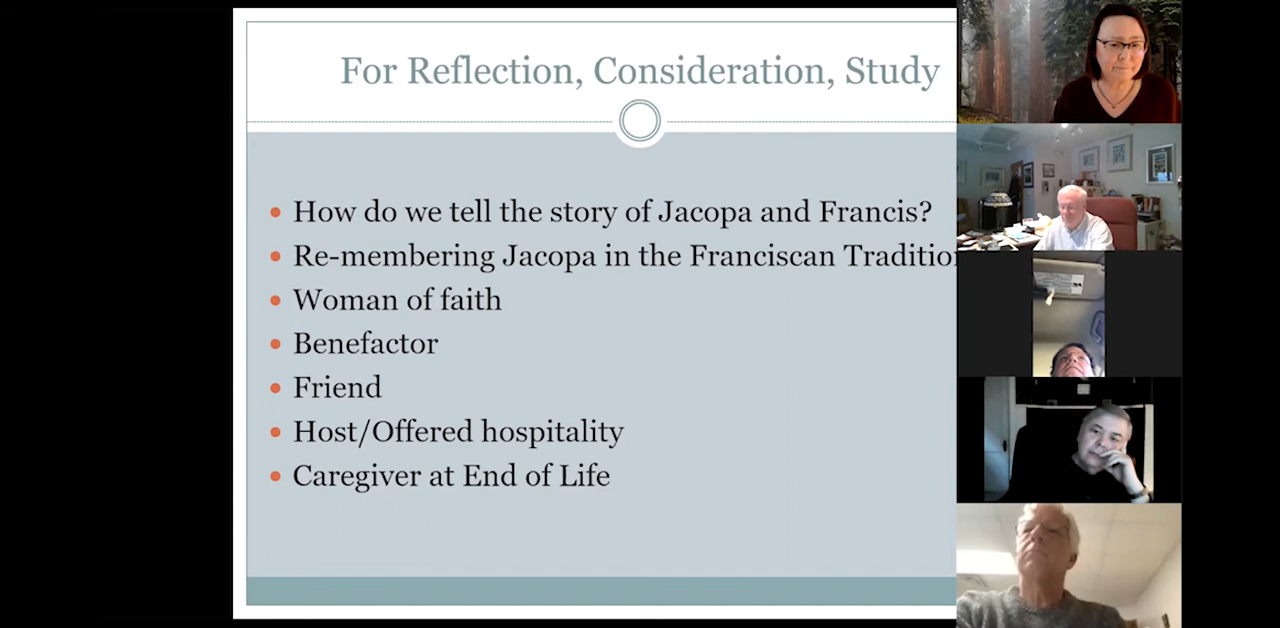 For Reflection, Consideration, Study
How do we tell the story of Jacopa and Francis?
Re-membering Jacopa in the Franciscan Traditio
Woman of faith
Benefactor
Friend
Host/Offered hospitality
Caregiver at End of Life